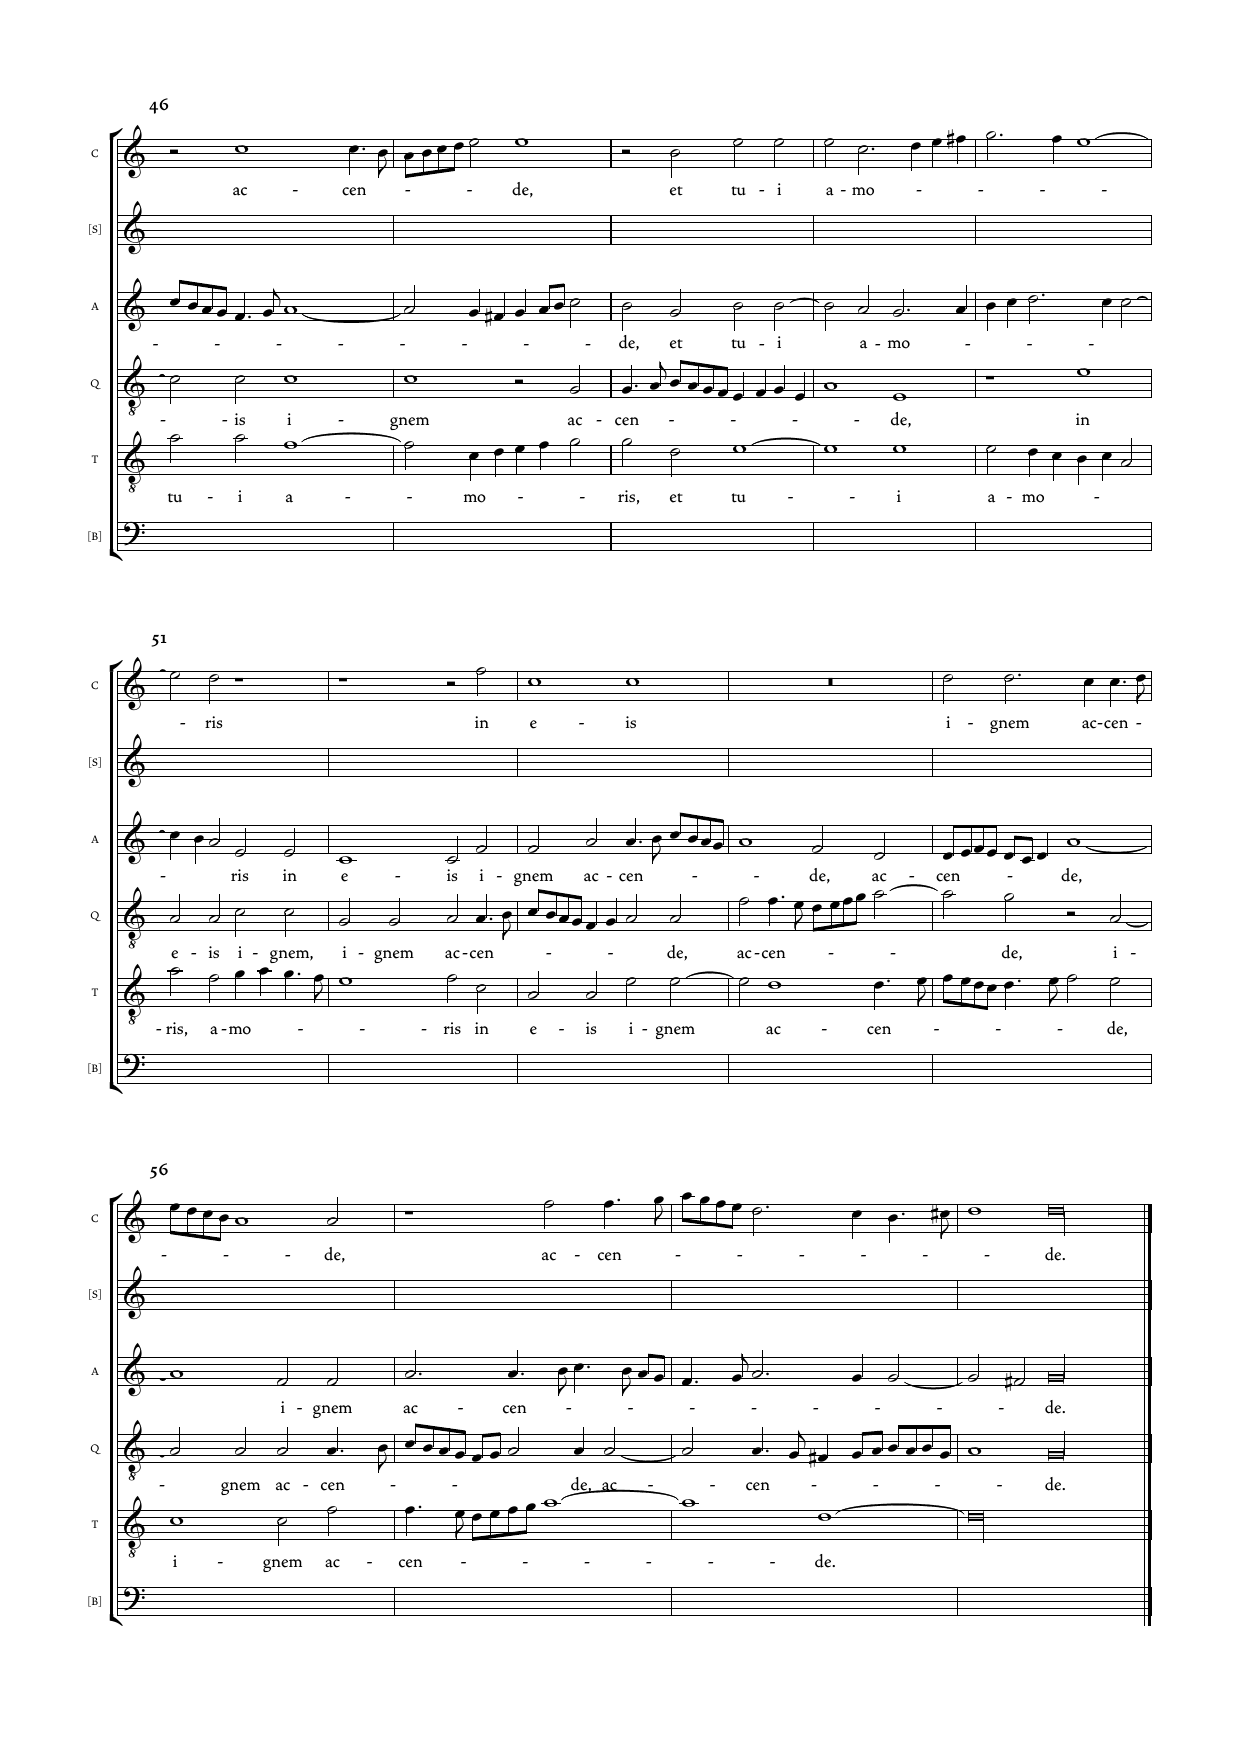 46
C
ac - cen - - - de, et tu - i a - mo - - - -
[S]
A
- - - - - - - - de, et tu - i a - mo - - -
Q
- - is i - gnem ac - cen - - - - de, in
T
tu - i a - - mo - - ris, et tu - - i a - mo -
[B]
51
C
- ris in e - is i - gnem ac - cen -
[S]
A
- ris in e - is i - gnem ac - cen - - de, ac - cen - de,
Q
e - is i - gnem, i - gnem ac - cen - - de, ac - cen - - de, i -
T
- ris, a - mo - - - ris in e - is i - gnem ac - cen - - - de,
[B]
56
C
- - - de, ac - cen - - - - - - de.
[S]
A
i - gnem ac - cen - - - - - - - - de.
Q
- gnem ac - cen - - - de, ac - - cen - - - - de.
T
i - gnem ac - cen - - - - - - de.
[B]